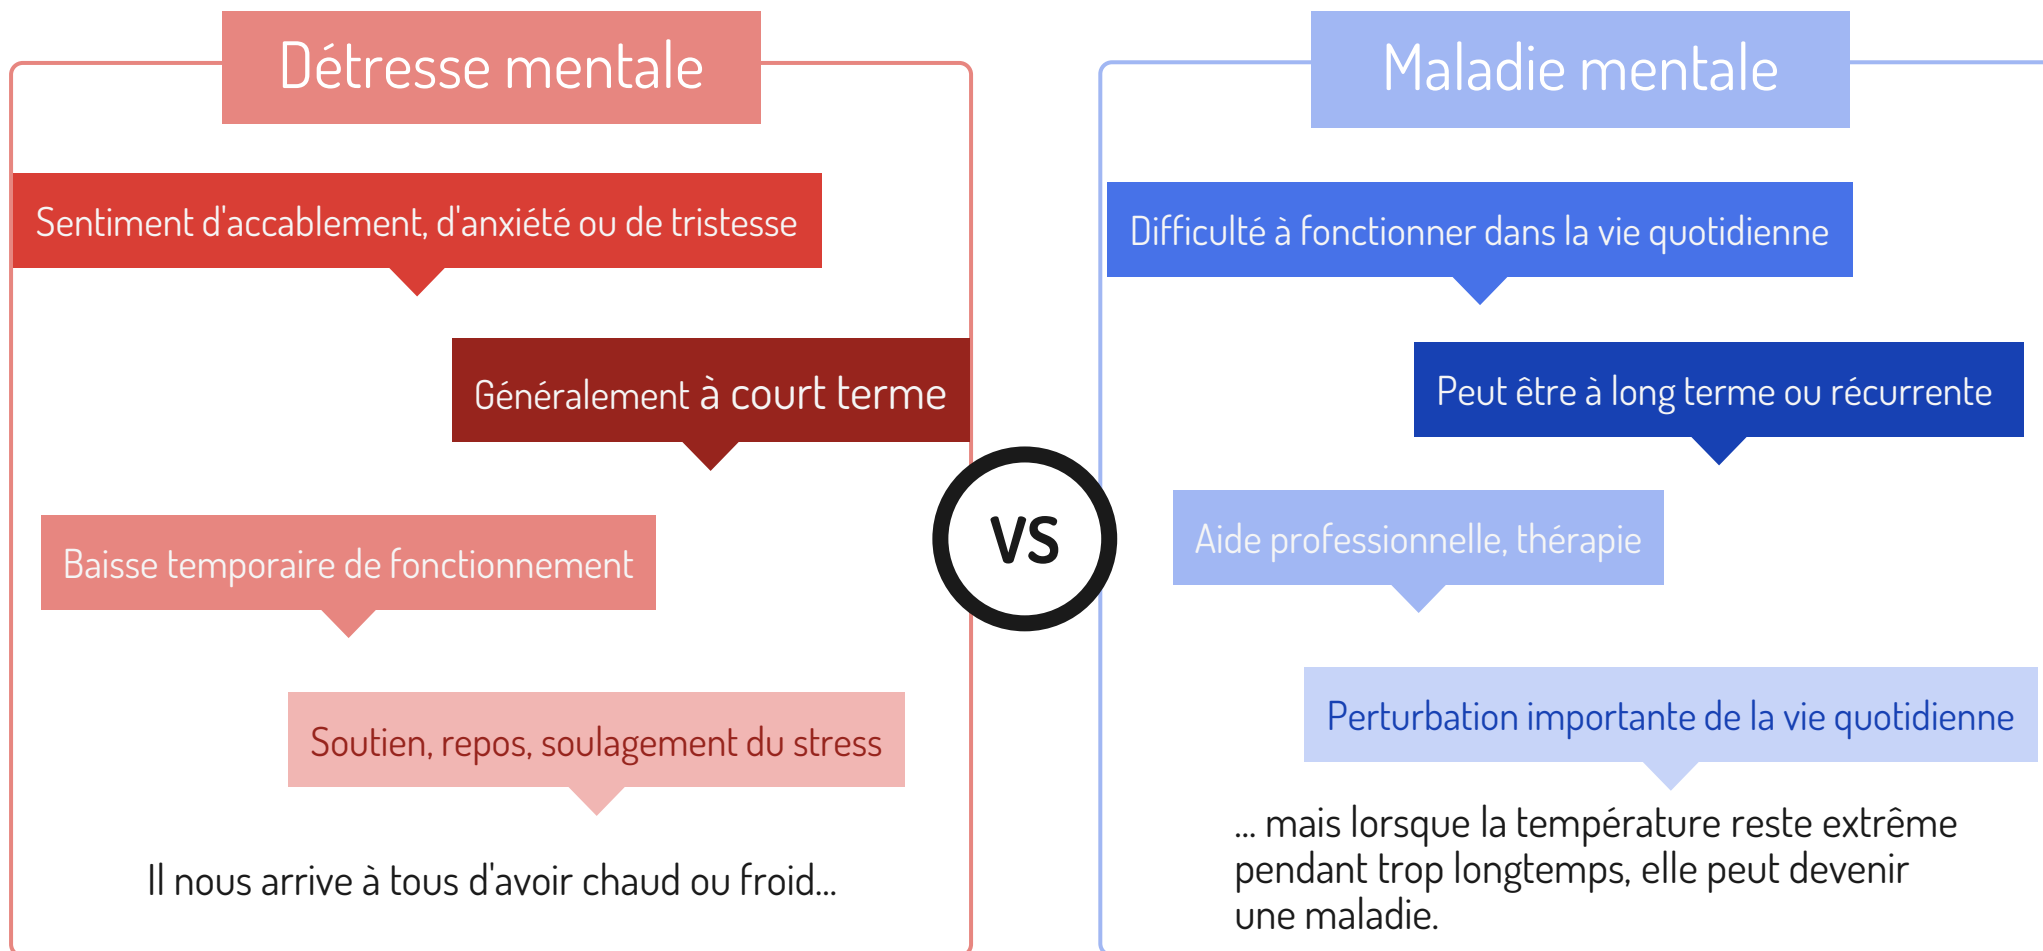 Détresse mentale
Sentiment d'accablement, d'anxiété ou de tristesse
Généralement à court terme
Baisse temporaire de fonctionnement
Soutien, repos, soulagement du stress
Il nous arrive à tous d'avoir chaud ou froid...
VS
Maladie mentale
Difficulté à fonctionner dans la vie quotidienne
Peut être à long terme ou récurrente
Aide professionnelle, thérapie
Perturbation importante de la vie quotidienne
... mais lorsque la température reste extrême
pendant trop longtemps, elle peut devenir
une maladie.